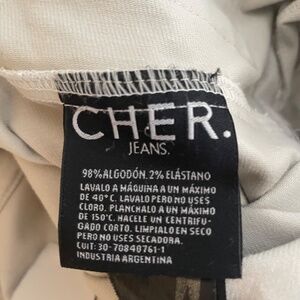 CHER.
JEANS.
98% ALGODÓN. 2% ELÁSTANO
LAVALO A MÁQUINA A UN MÁXIMO
DE 40°C. LAVALO PERO NO USES
CLORO. PLANCHALO A UN MÁXIMO
DE 150°C. HACELE UN CENTRIFU-
GADO CORTO. LIMPIALO EN SECO
PERO NO USES SECADORA.
CUIT: 30-70840761-1
INDUSTRIA ARGENTINA